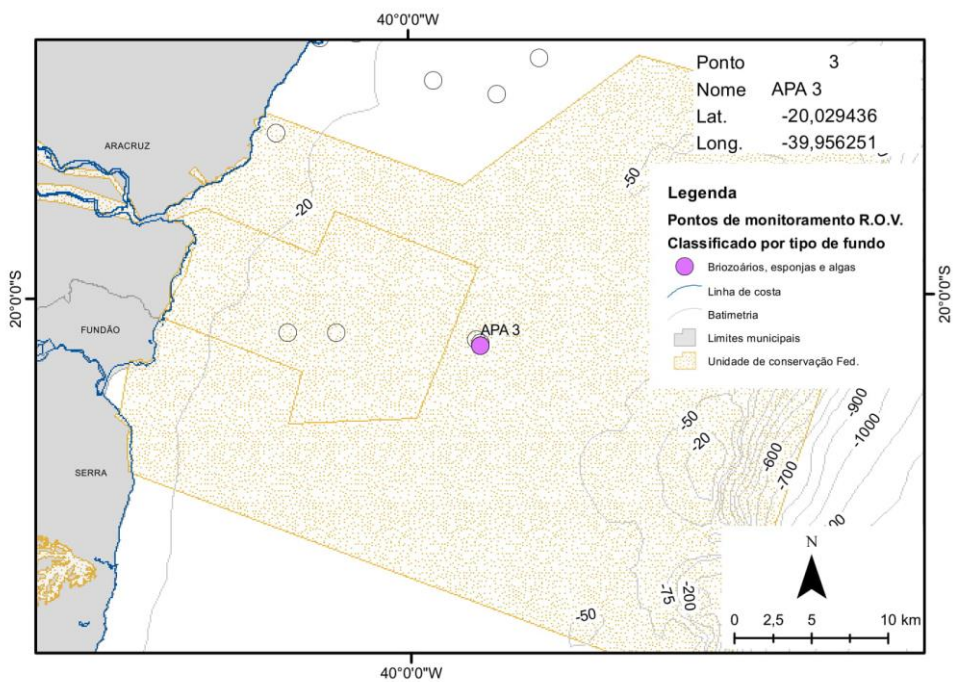 40°0'0"W
Ponto 3
Nome APA 3
Lat. -20,029436
Long. -39,956251
ARACRUZ
-50
-20
Legenda
Pontos de monitoramento R.O.V.
Classificado por tipo de fundo
Briozoários, esponjas e algas
Linha de costa
Batimetria
Limites municipais
Unidade de conservação Fed.
20°0'0"S
20°0'0"S
FUNDÃO
APA 3
-50
-20
-600
-700
-900
-1000
SERRA
-50
-75
-200
N
0 2,5 5 10 km
40°0'0"W